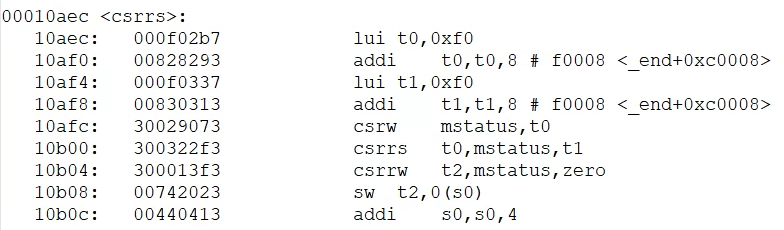 00010aec <csrrs>:
10aec: 000f02b7 lui t0,0xf0
10af0: 00828293 addi t0,t0,8 # f0008 <_end+0xc0008>
10af4: 000f0337 lui t1,0xf0
10af8: 00830313 addi t1,t1,8 # f0008 <_end+0xc0008>
10afc: 30029073 csrw mstatus,t0
10b00: 300322f3 csrrs t0,mstatus,t1
10b04: 300013f3 csrrw t2,mstatus,zero
10b08: 00742023 sw t2,0(s0)
10b0c: 00440413 addi s0,s0,4